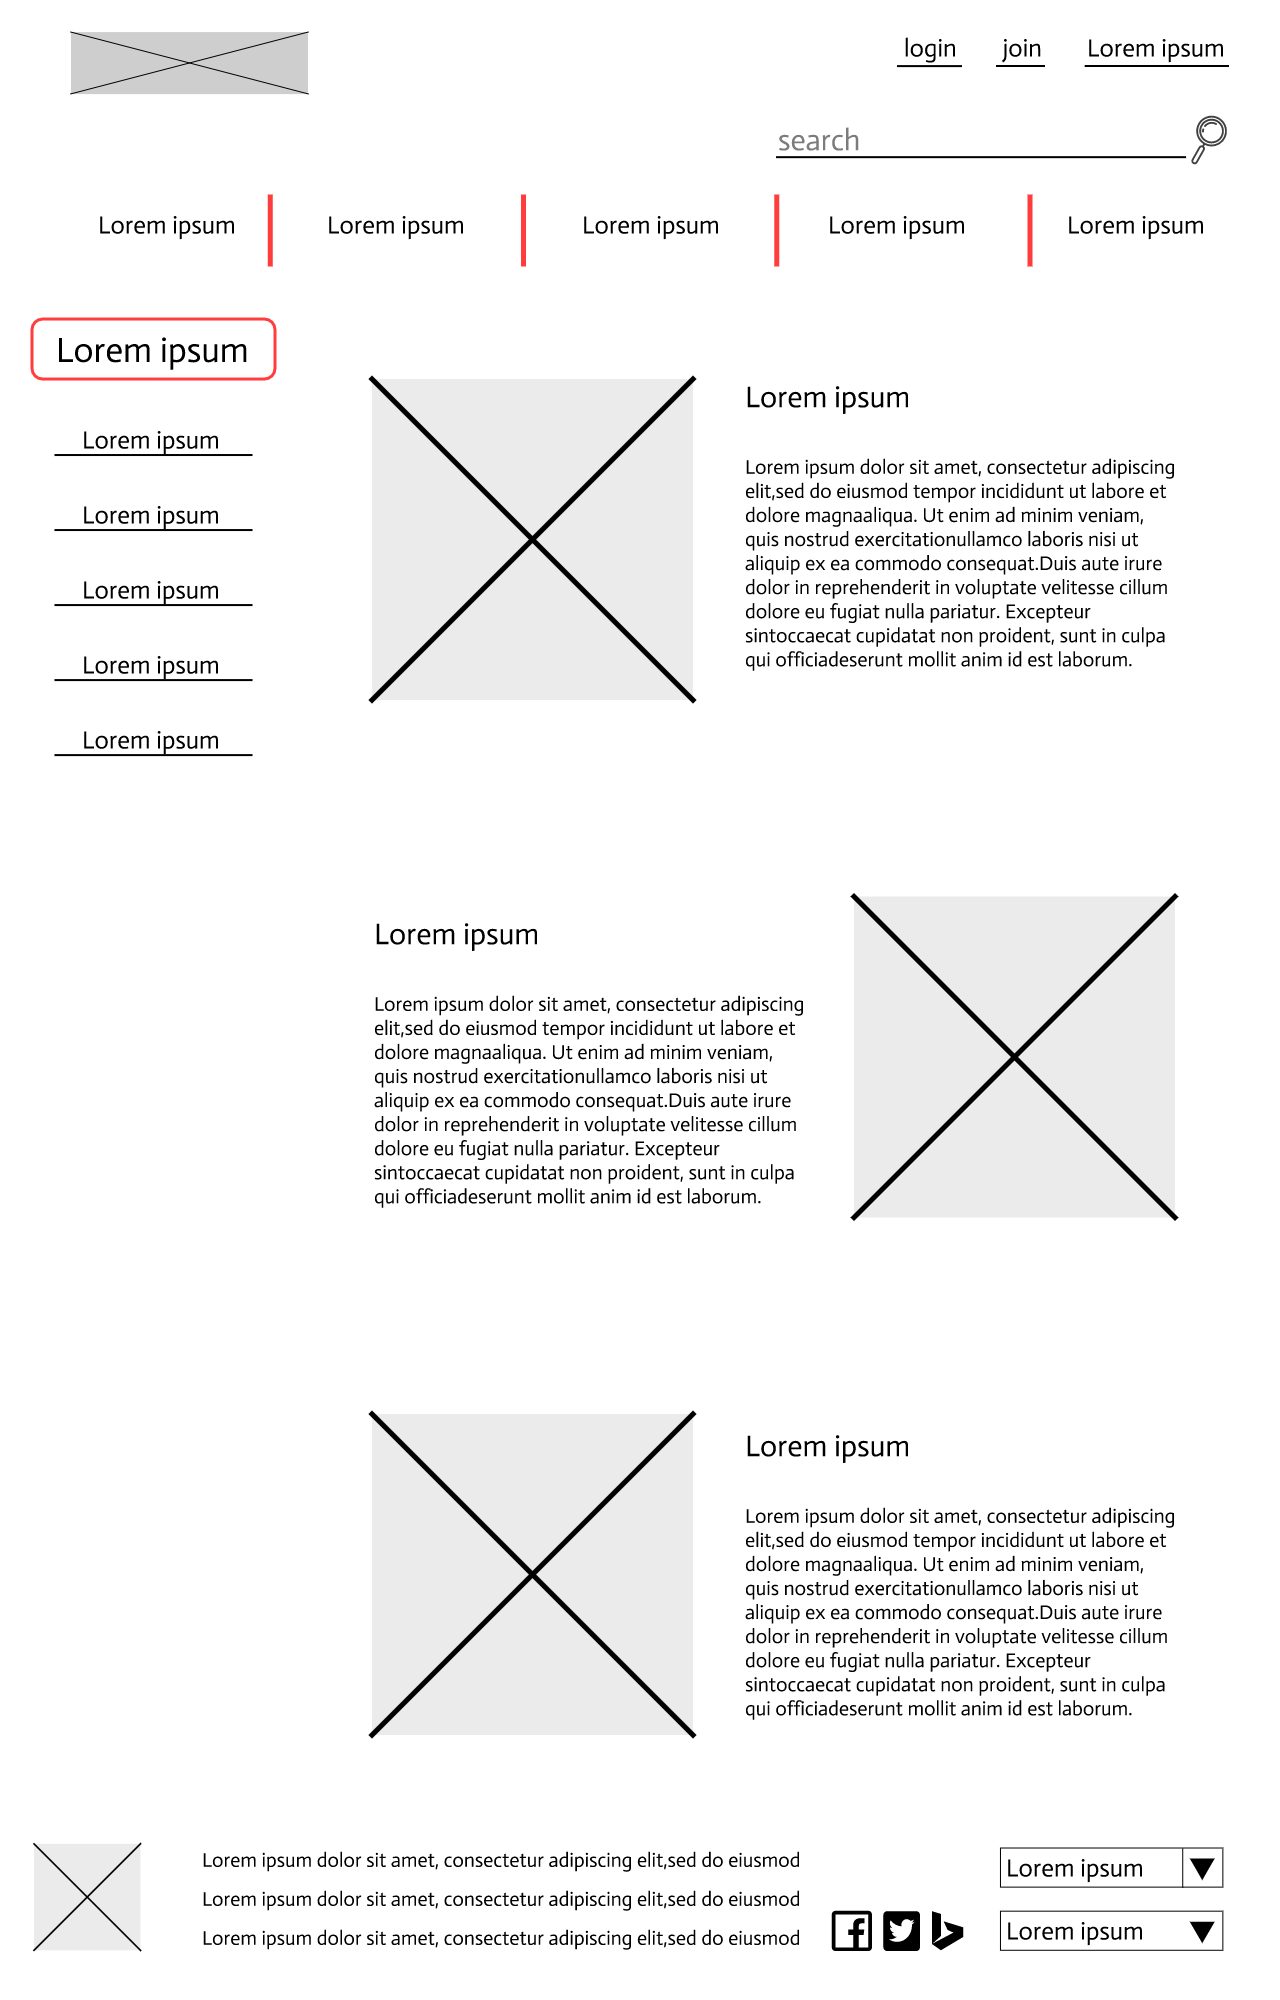 login join Lorem ipsum
search
Lorem ipsum Lorem ipsum Lorem ipsum Lorem ipsum Lorem ipsum
Lorem ipsum
Lorem ipsum
Lorem ipsum
Lorem ipsum
Lorem ipsum
Lorem ipsum
Lorem ipsum
Lorem ipsum dolor sit amet, consectetur adipiscing
elit,sed do eiusmod tempor incididunt ut labore et
dolore magnaaliqua. Ut enim ad minim veniam,
quis nostrud exercitationullamco laboris nisi ut
aliquip ex ea commodo consequat.Duis aute irure
dolor in reprehenderit in voluptate velitesse cillum
dolore eu fugiat nulla pariatur. Excepteur
sintoccaecat cupidatat non proident, sunt in culpa
qui officiadeserunt mollit anim id est laborum.
Lorem ipsum
Lorem ipsum dolor sit amet, consectetur adipiscing
elit,sed do eiusmod tempor incididunt ut labore et
dolore magnaaliqua. Ut enim ad minim veniam,
quis nostrud exercitationullamco laboris nisi ut
aliquip ex ea commodo consequat.Duis aute irure
dolor in reprehenderit in voluptate velitesse cillum
dolore eu fugiat nulla pariatur. Excepteur
sintoccaecat cupidatat non proident, sunt in culpa
qui officiadeserunt mollit anim id est laborum.
Lorem ipsum
Lorem ipsum dolor sit amet, consectetur adipiscing
elit,sed do eiusmod tempor incididunt ut labore et
dolore magnaaliqua. Ut enim ad minim veniam,
quis nostrud exercitationullamco laboris nisi ut
aliquip ex ea commodo consequat.Duis aute irure
dolor in reprehenderit in voluptate velitesse cillum
dolore eu fugiat nulla pariatur. Excepteur
sintoccaecat cupidatat non proident, sunt in culpa
qui officiadeserunt mollit anim id est laborum.
Lorem ipsum dolor sit amet, consectetur adipiscing elit,sed do eiusmod
Lorem ipsum dolor sit amet, consectetur adipiscing elit,sed do eiusmod
Lorem ipsum dolor sit amet, consectetur adipiscing elit,sed do eiusmod
Lorem ipsum
Lorem ipsum